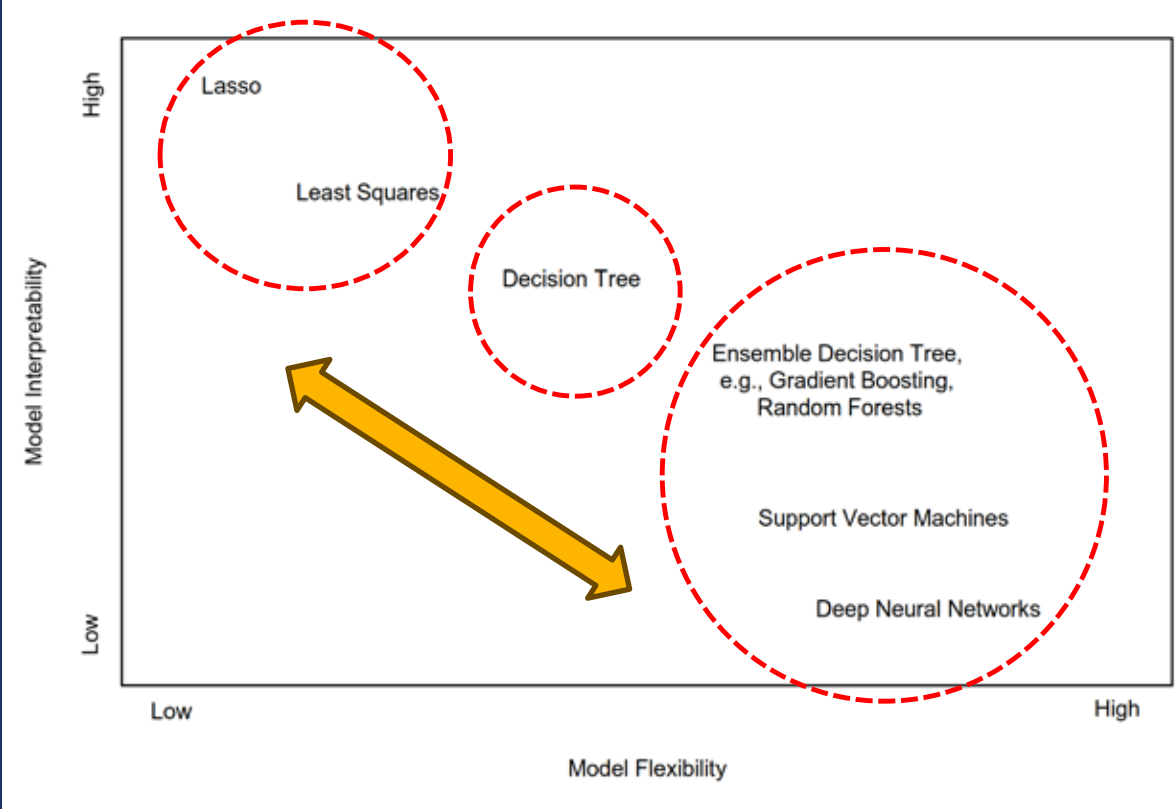 High
Lasso
Least Squares
Decision Tree
Model Interpretability
Ensemble Decision Tree,
e.g., Gradient Boosting,
Random Forests
Support Vector Machines
Deep Neural Networks
Low
Low
High
Model Flexibility